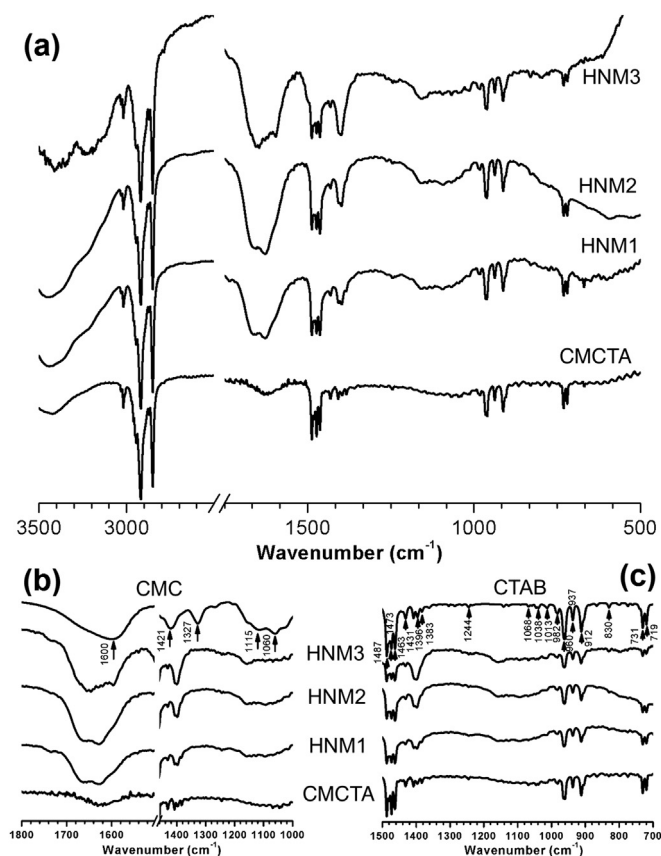 (a)
HNM3
HNM2
HNM1
CMCTA
3500 3000 1500 1000 500
Wavenumber (cm⁻¹)
(b) CMC CTAB (c)
1600 1421 1327 1115 1060
1487 1473 1463 1431 1396 1383 1244 1068 1038 1013 982 960 937 912 830 731 719
HNM3
HNM2
HNM1
CMCTA
1800 1700 1600 1400 1300 1200 1100 1000
Wavenumber (cm⁻¹)
1500 1400 1300 1200 1100 1000 900 800 700
Wavenumber (cm⁻¹)